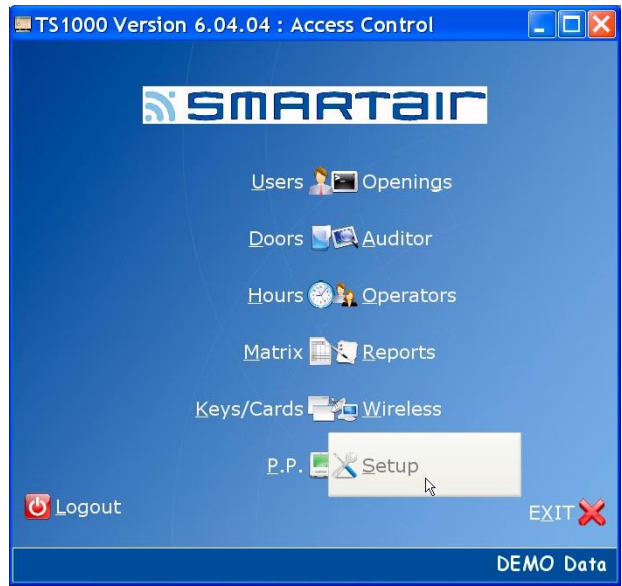 TS1000 Version 6.04.04 : Access Control
SMARTair
Users Openings
Doors Auditor
Hours Operators
Matrix Reports
Keys/Cards Wireless
P.P. Setup
Logout
EXIT
DEMO Data